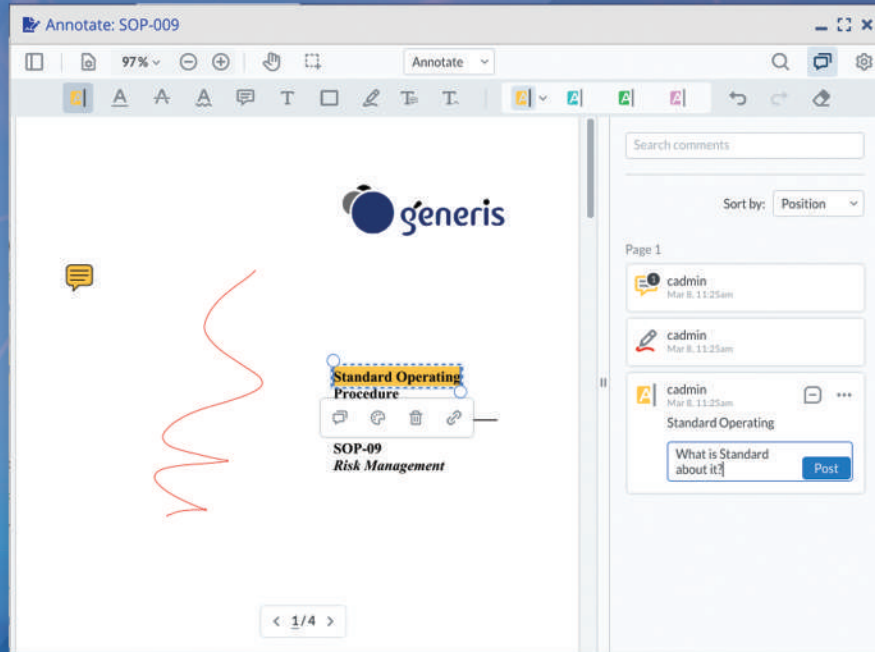 Annotate: SOP-009
97%
Annotate
A A A A T T T A A A A
Search comments
Sort by: Position
géneris
Page 1
cadmin
Mar 8, 11:25am
1
cadmin
Mar 8, 11:25am
Standard Operating
Procedure
A cadmin
Mar 8, 11:25am
Standard Operating
SOP-09
Risk Management
What is Standard
about it?
Post
1/4